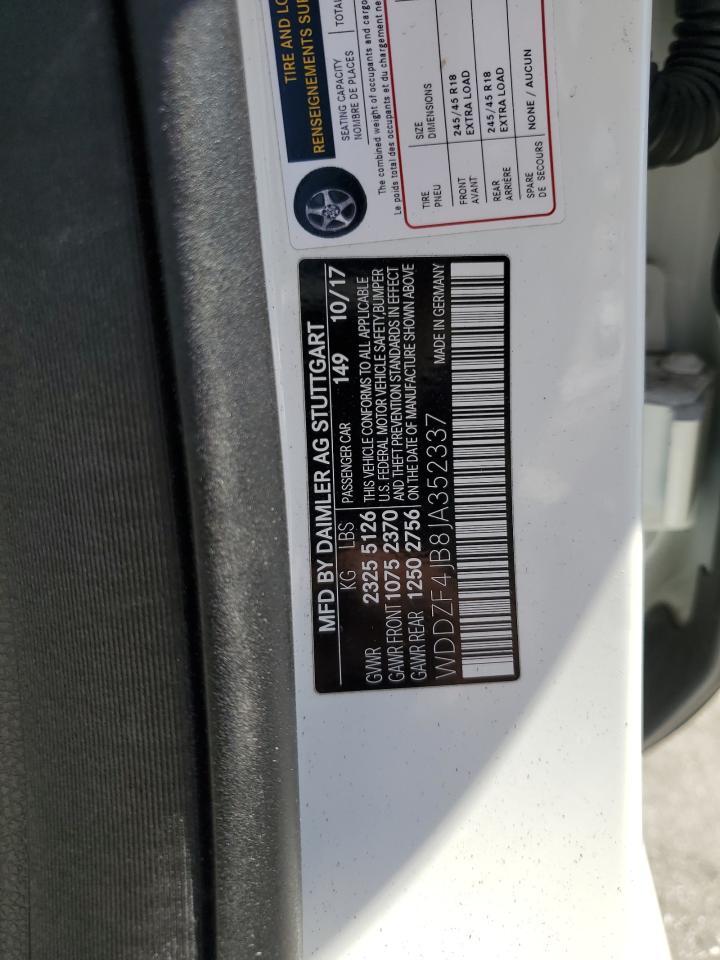 TIRE AND LO
RENSEIGNEMENTS SUR
SEATING CAPACITY
NOMBRE DE PLACES
TOTAL
The combined weight of occupants and cargo
Le poids total des occupants et du chargement ne
TIRE
PNEU
SIZE
DIMENSIONS
FRONT
AVANT
245/45 R18
EXTRA LOAD
REAR
ARRIÈRE
245/45 R18
EXTRA LOAD
SPARE
DE SECOURS
NONE / AUCUN
MFD BY DAIMLER AG STUTTGART
KG LBS PASSENGER CAR 149 10/17
GVWR 2325 5126 THIS VEHICLE CONFORMS TO ALL APPLICABLE
U.S. FEDERAL MOTOR VEHICLE SAFETY,BUMPER
GAWR FRONT 1075 2370 AND THEFT PREVENTION STANDARDS IN EFFECT
GAWR REAR 1250 2756 ON THE DATE OF MANUFACTURE SHOWN ABOVE
WDDZF4JB8JA352337 MADE IN GERMANY